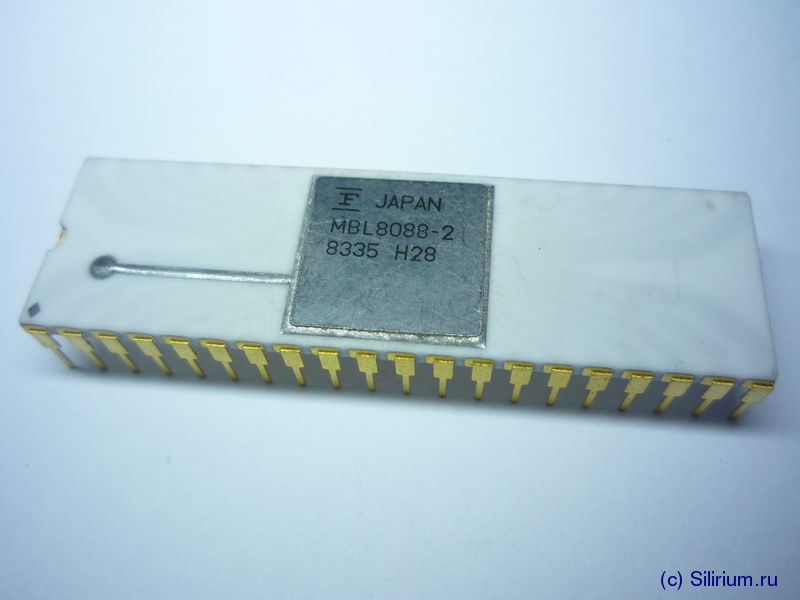 JAPAN
MBL8088-2
8335 H28
(c) Silirium.ru